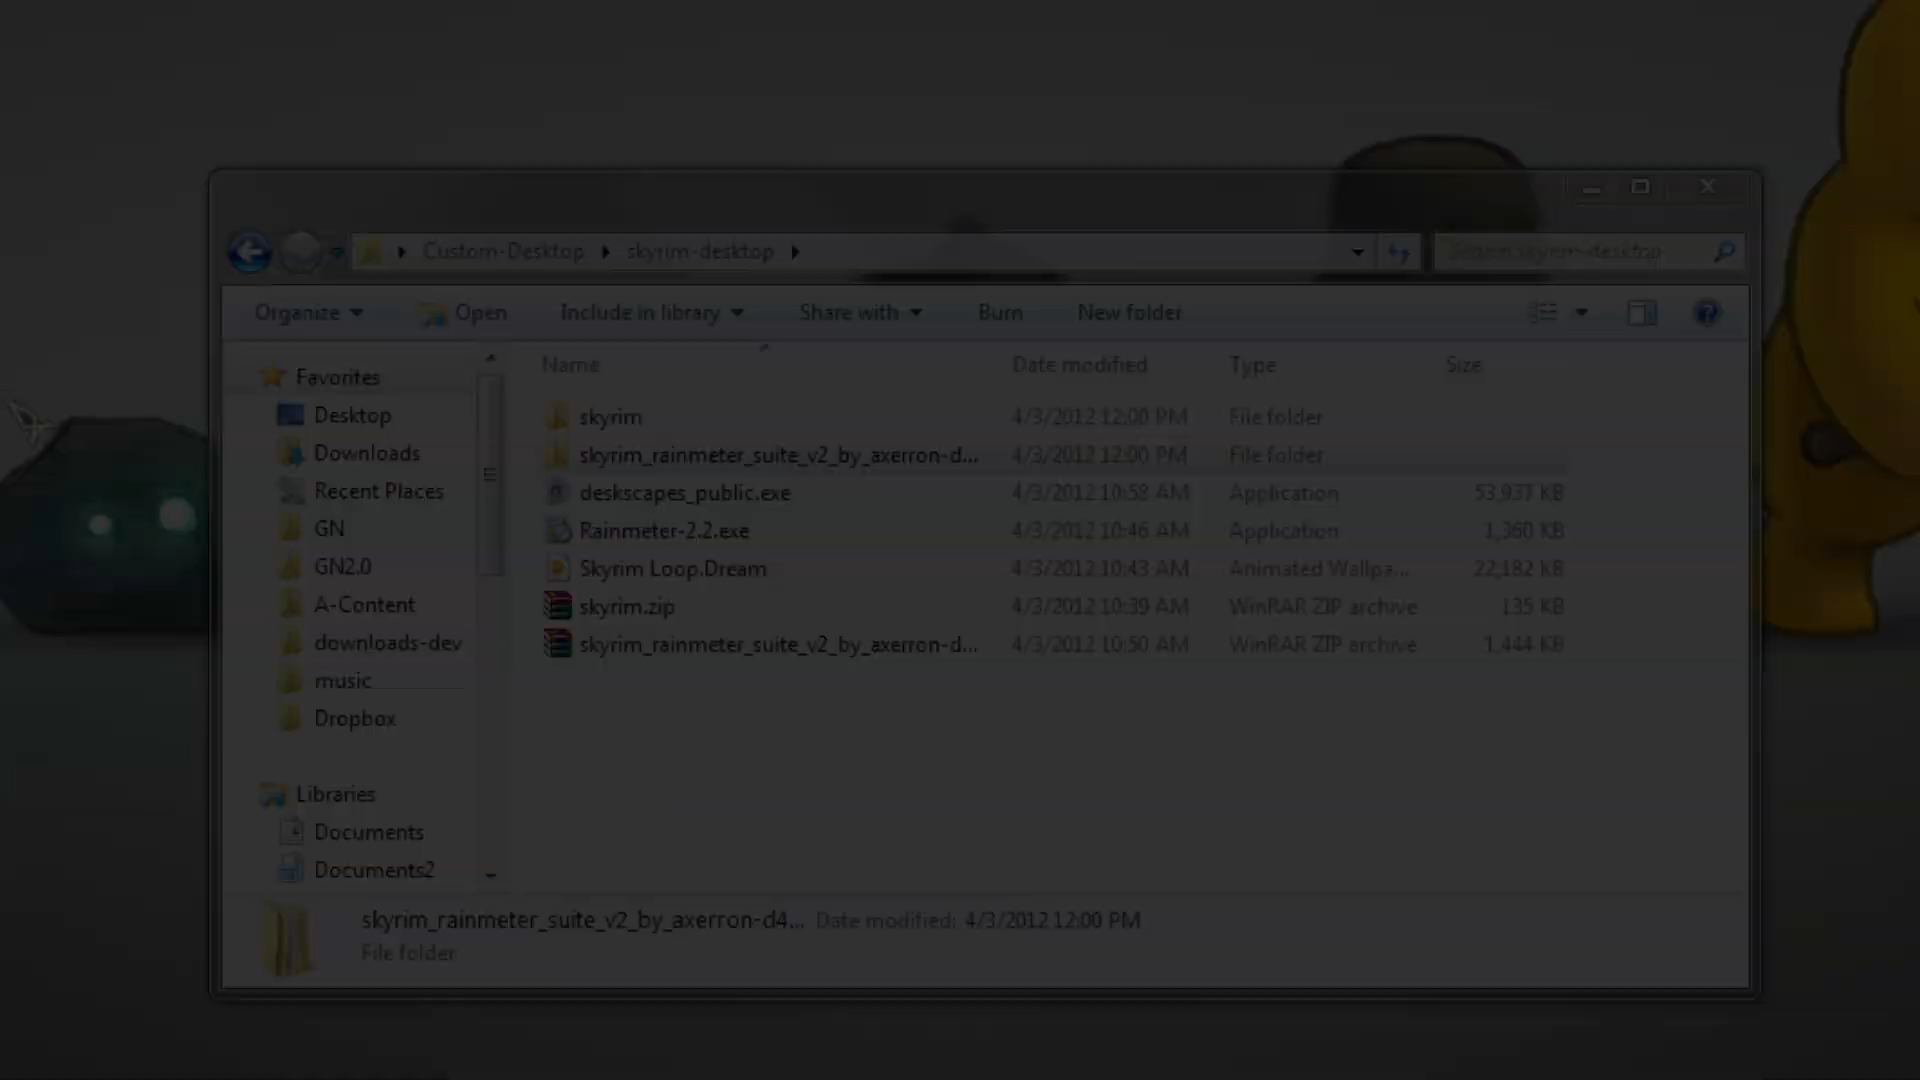 Custom-Desktop skyrim-desktop Search skyrim-desktop
Organize Open Include in library Share with Burn New folder
Name Date modified Type Size
Favorites
Desktop
Downloads
Recent Places
GN
GN2.0
A-Content
downloads-dev
music
Dropbox
Libraries
Documents
Documents2
skyrim 4/3/2012 12:00 PM File folder
skyrim_rainmeter_suite_v2_by_axerron-d... 4/3/2012 12:00 PM File folder
deskscapes_public.exe 4/3/2012 10:58 AM Application 53,937 KB
Rainmeter-2.2.exe 4/3/2012 10:46 AM Application 1,360 KB
Skyrim Loop.Dream 4/3/2012 10:43 AM Animated Wallpa... 22,182 KB
skyrim.zip 4/3/2012 10:39 AM WinRAR ZIP archive 135 KB
skyrim_rainmeter_suite_v2_by_axerron-d... 4/3/2012 10:50 AM WinRAR ZIP archive 1,444 KB
skyrim_rainmeter_suite_v2_by_axerron-d4... Date modified: 4/3/2012 12:00 PM
File folder